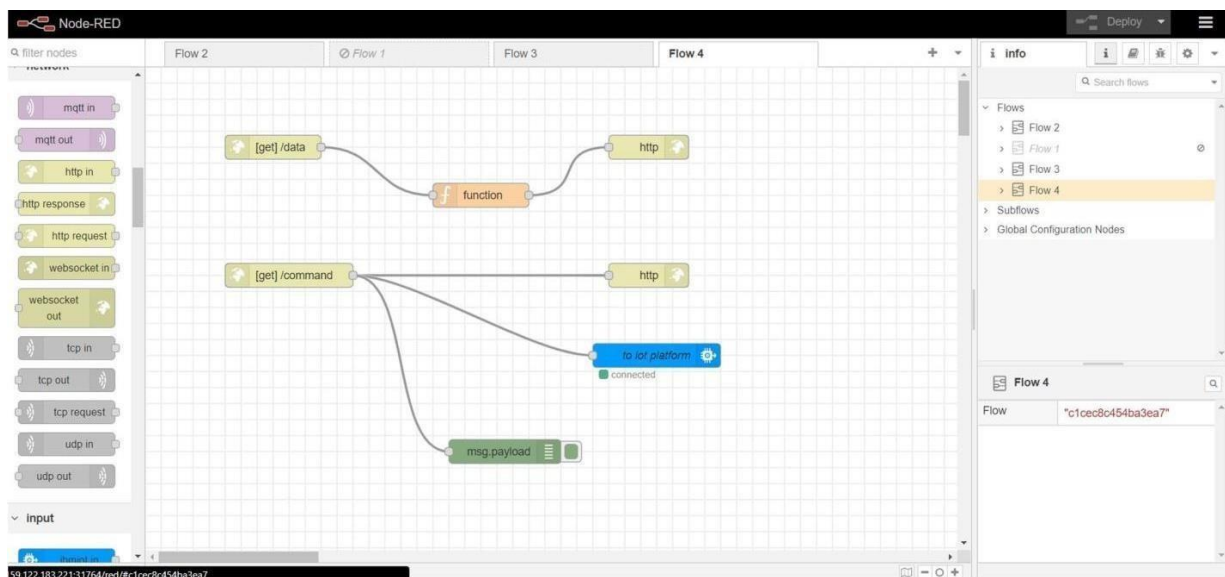 Node-RED
Deploy
filter nodes
network
mqtt in
mqtt out
http in
http response
http request
websocket in
websocket
out
tcp in
tcp out
tcp request
udp in
udp out
input
Flow 2
Flow 1
Flow 3
Flow 4
[get] /data
function
http
[get] /command
http
to iot platform
connected
msg.payload
i info
i
Search flows
Flows
Flow 2
Flow 1
Flow 3
Flow 4
Subflows
Global Configuration Nodes
Flow 4
Flow "c1cec8c454ba3ea7"
59.122.183.221:31764/red/#c1cec8c454ba3ea7